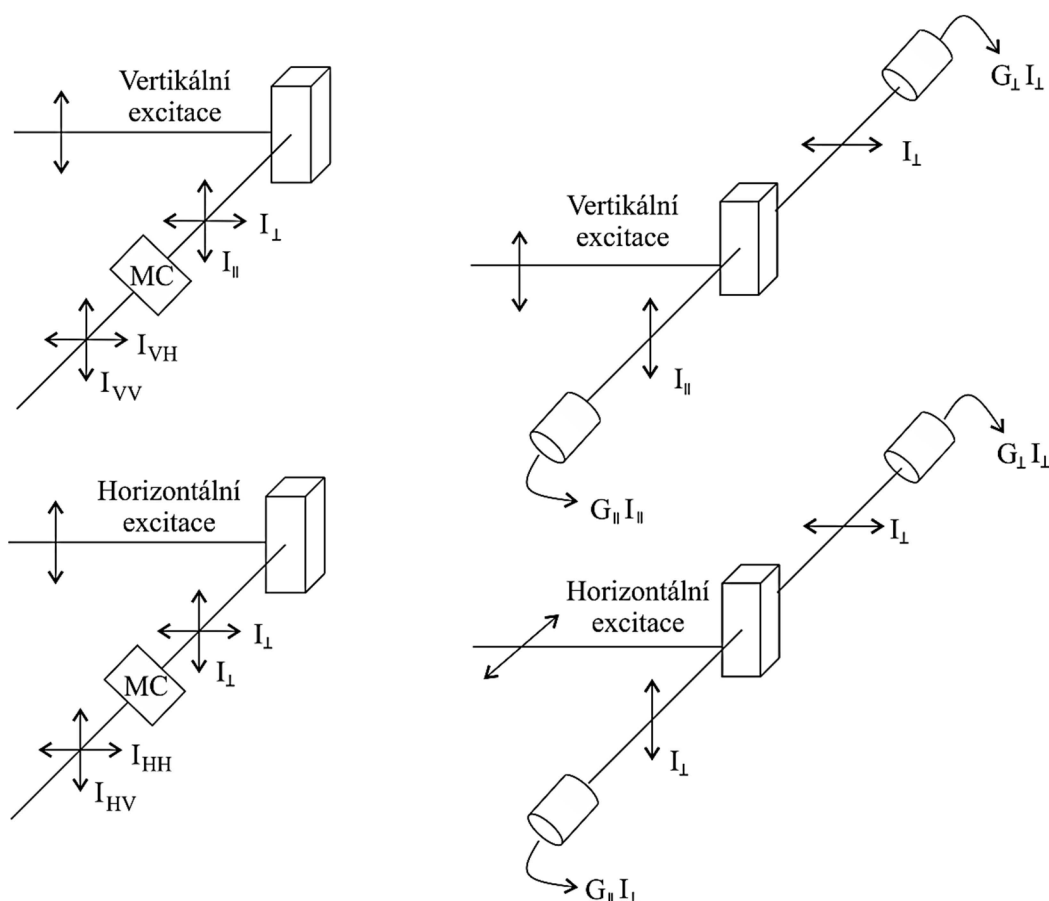 Vertikální
excitace
I⊥
I∥
MC
I_VH
I_VV
Horizontální
excitace
I⊥
I⊥
MC
I_HH
I_HV
G⊥ I⊥
I⊥
Vertikální
excitace
I∥
G∥ I∥
G⊥ I⊥
I⊥
Horizontální
excitace
I⊥
G∥ I⊥